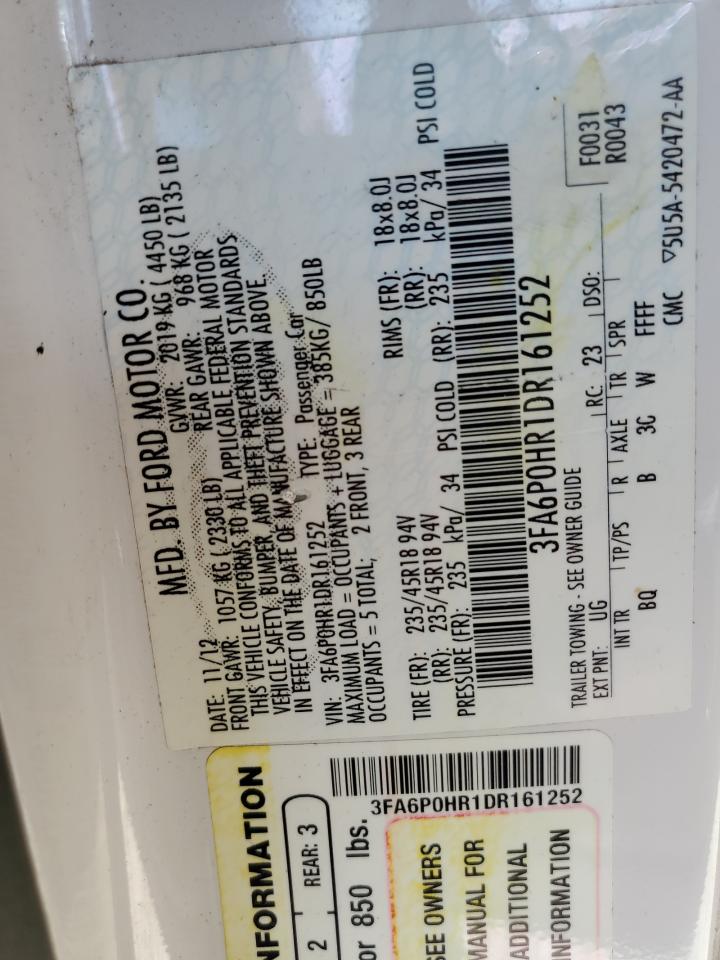 MFD. BY FORD MOTOR CO.
DATE: 11/12 GVWR: 2019 KG ( 4450 LB)
FRONT GAWR: 1057 KG ( 2330 LB) REAR GAWR: 968 KG ( 2135 LB)
THIS VEHICLE CONFORMS TO ALL APPLICABLE FEDERAL MOTOR
VEHICLE SAFETY, BUMPER, AND THEFT PREVENTION STANDARDS
IN EFFECT ON THE DATE OF MANUFACTURE SHOWN ABOVE.
VIN: 3FA6P0HR1DR161252 TYPE: Passenger Car
MAXIMUM LOAD = OCCUPANTS + LUGGAGE = 385KG/ 850LB
OCCUPANTS = 5 TOTAL; 2 FRONT, 3 REAR
TIRE (FR): 235/45R18 94V RIMS (FR): 18x8.0J
(RR): 235/45R18 94V (RR): 18x8.0J
PRESSURE (FR): 235 kPa/ 34 PSI COLD (RR): 235 kPa/ 34 PSI COLD
3FA6P0HR1DR161252
TRAILER TOWING - SEE OWNER GUIDE
F0031
R0043
EXT PNT: UG RC: 23 DSO:
INT TR TP/PS R AXLE TR SPR
BQ B 3C W FFFF
CMC ▽5U5A-5420472-AA
NFORMATION
2 REAR: 3
or 850 lbs.
3FA6P0HR1DR161252
SEE OWNERS
MANUAL FOR
ADDITIONAL
INFORMATION